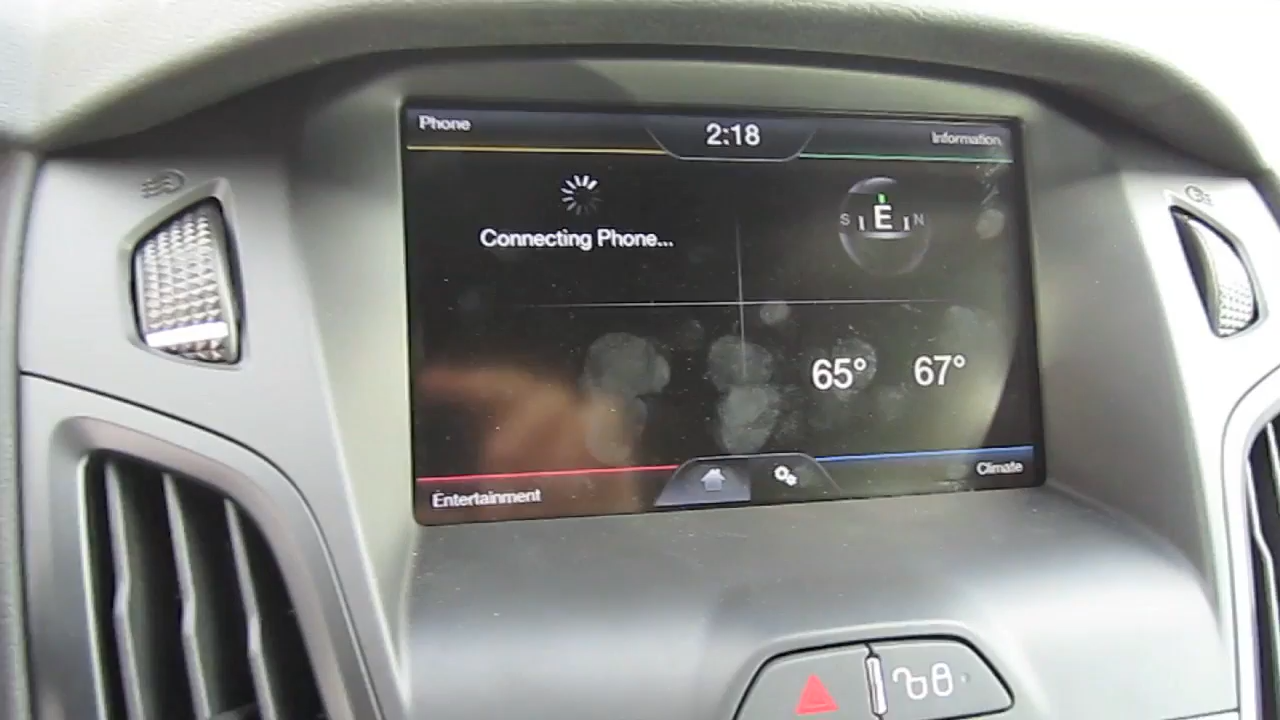 Phone
2:18
Information
Connecting Phone...
S E N
65° 67°
Entertainment
Climate